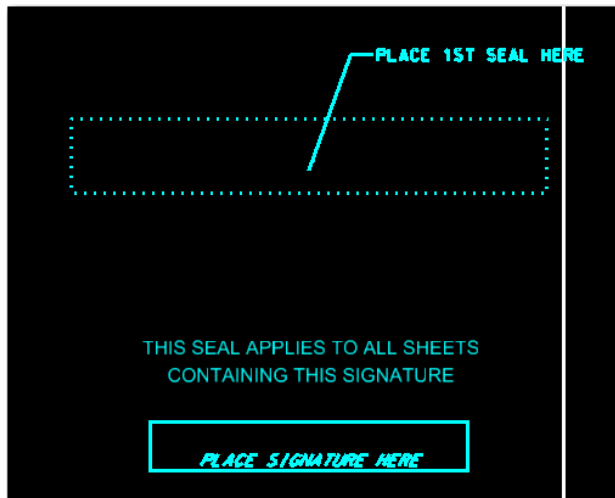 PLACE 1ST SEAL HERE
THIS SEAL APPLIES TO ALL SHEETS
CONTAINING THIS SIGNATURE
PLACE SIGNATURE HERE